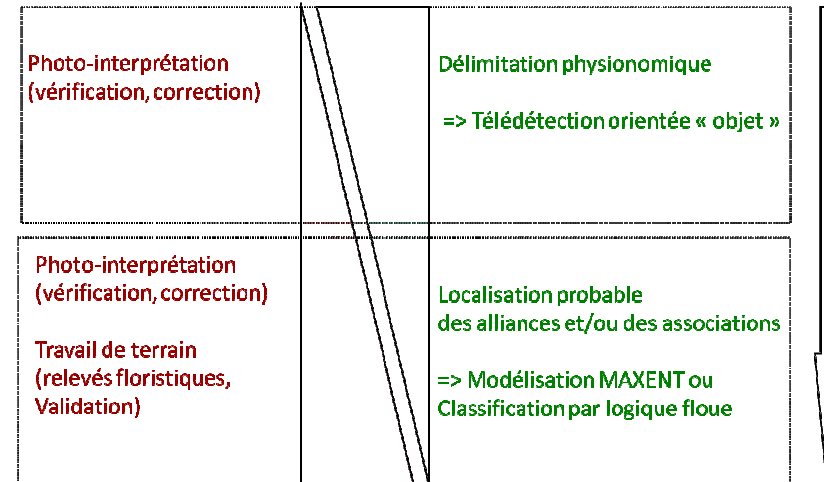 Photo-interprétation
(vérification, correction)
Délimitation physionomique
=> Télédétection orientée « objet »
Photo-interprétation
(vérification, correction)
Travail de terrain
(relevés floristiques,
Validation)
Localisation probable
des alliances et/ou des associations
=> Modélisation MAXENT ou
Classification par logique floue